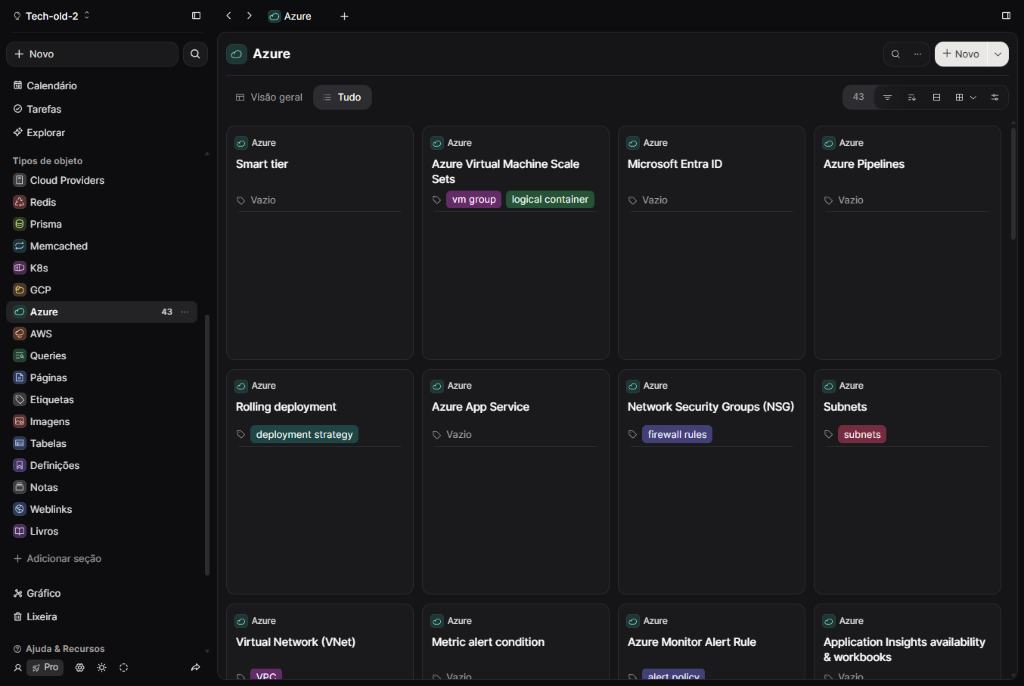 Tech-old-2
Azure
Novo
Calendário
Tarefas
Explorar
Tipos de objeto
Cloud Providers
Redis
Prisma
Memcached
K8s
GCP
Azure 43
AWS
Queries
Páginas
Etiquetas
Imagens
Tabelas
Definições
Notas
Weblinks
Livros
Adicionar seção
Gráfico
Lixeira
Ajuda & Recursos
Pro
Azure
Novo
Visão geral
Tudo
43
Azure
Smart tier
Vazio
Azure
Azure Virtual Machine Scale
Sets
vm group logical container
Azure
Microsoft Entra ID
Vazio
Azure
Azure Pipelines
Vazio
Azure
Rolling deployment
deployment strategy
Azure
Azure App Service
Vazio
Azure
Network Security Groups (NSG)
firewall rules
Azure
Subnets
subnets
Azure
Virtual Network (VNet)
VPC
Azure
Metric alert condition
Vazio
Azure
Azure Monitor Alert Rule
alert policy
Azure
Application Insights availability
& workbooks
Vazio